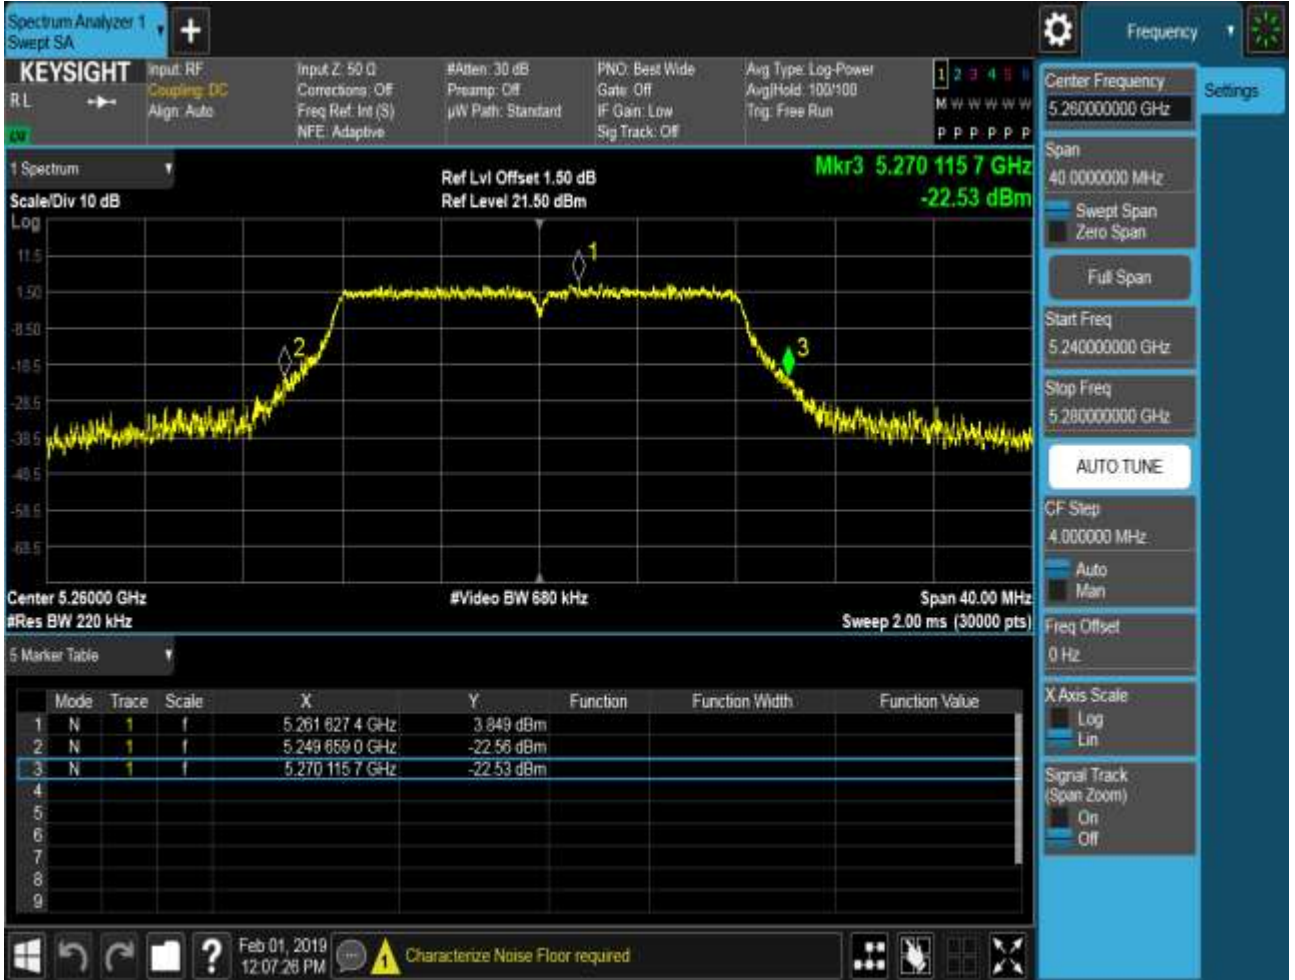 Spectrum Analyzer 1
Swept SA
+
Frequency
KEYSIGHT
RL
Input: RF
Coupling: DC
Align: Auto
Input Z: 50 Ω
Corrections: Off
Freq Ref: Int (S)
NFE: Adaptive
#Atten: 30 dB
Preamp: Off
µW Path: Standard
PNO: Best Wide
Gate: Off
IF Gain: Low
Sig Track: Off
Avg Type: Log-Power
Avg|Hold: 100/100
Trig: Free Run
1 2 3 4 5 6
M W W W W W
P P P P P P
1 Spectrum
Scale/Div 10 dB
Log
Ref Lvl Offset 1.50 dB
Ref Level 21.50 dBm
Mkr3 5.270 115 7 GHz
-22.53 dBm
11.5
1.50
-8.50
-18.5
-28.5
-38.5
-48.5
-58.5
-68.5
1
2
3
Center 5.26000 GHz
#Res BW 220 kHz
#Video BW 680 kHz
Span 40.00 MHz
Sweep 2.00 ms (30000 pts)
5 Marker Table
Mode Trace Scale X Y Function Function Width Function Value
1 N 1 f 5.261 627 4 GHz 3.849 dBm
2 N 1 f 5.249 659 0 GHz -22.56 dBm
3 N 1 f 5.270 115 7 GHz -22.53 dBm
4
5
6
7
8
9
Feb 01, 2019
12:07:26 PM
?
1
Characterize Noise Floor required
Center Frequency
5.260000000 GHz
Settings
Span
40.0000000 MHz
Swept Span
Zero Span
Full Span
Start Freq
5.240000000 GHz
Stop Freq
5.280000000 GHz
AUTO TUNE
CF Step
4.000000 MHz
Auto
Man
Freq Offset
0 Hz
X Axis Scale
Log
Lin
Signal Track
(Span Zoom)
On
Off